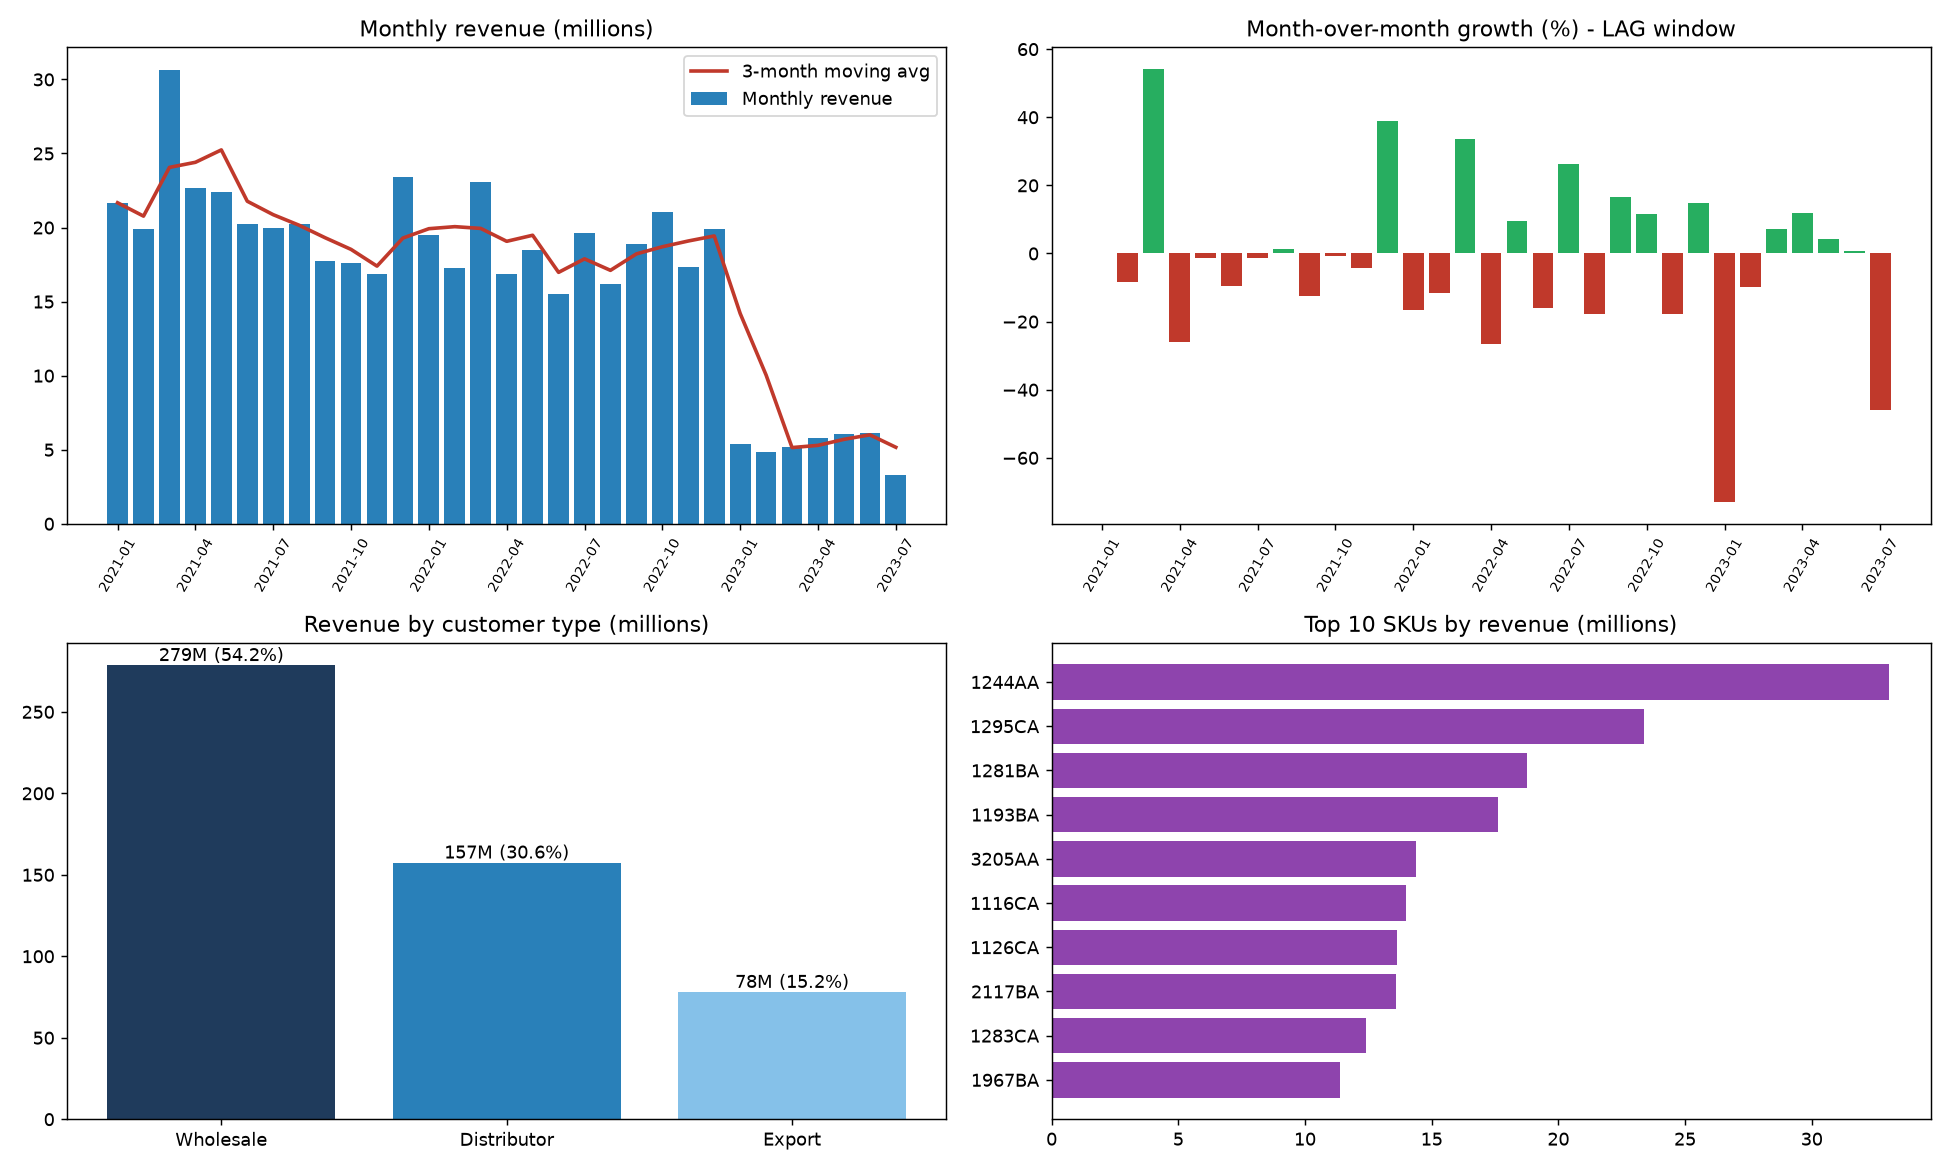 Monthly revenue (millions)
3-month moving avg
Monthly revenue
30
25
20
15
10
5
0
2021-01
2021-04
2021-07
2021-10
2022-01
2022-04
2022-07
2022-10
2023-01
2023-04
2023-07
Month-over-month growth (%) - LAG window
60
40
20
0
−20
−40
−60
2021-01
2021-04
2021-07
2021-10
2022-01
2022-04
2022-07
2022-10
2023-01
2023-04
2023-07
Revenue by customer type (millions)
279M (54.2%)
157M (30.6%)
78M (15.2%)
250
200
150
100
50
0
Wholesale
Distributor
Export
Top 10 SKUs by revenue (millions)
1244AA
1295CA
1281BA
1193BA
3205AA
1116CA
1126CA
2117BA
1283CA
1967BA
0
5
10
15
20
25
30